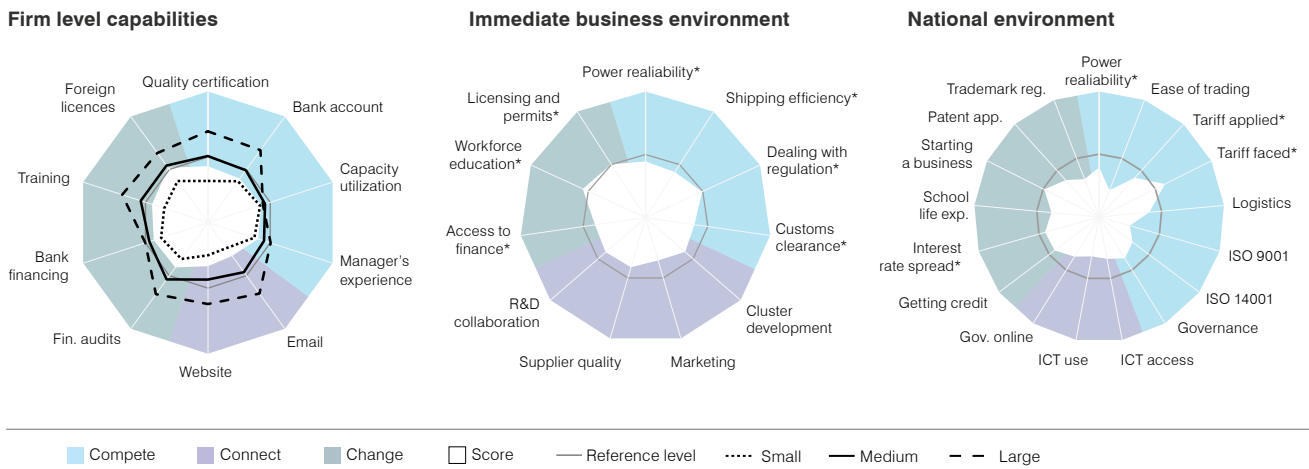 Firm level capabilities
Immediate business environment
National environment
Quality certification
Bank account
Capacity
utilization
Manager's
experience
Email
Website
Fin. audits
Bank
financing
Training
Foreign
licences
Power realiability*
Shipping efficiency*
Dealing with
regulation*
Customs
clearance*
Cluster
development
Marketing
Supplier quality
R&D
collaboration
Access to
finance*
Workforce
education*
Licensing and
permits*
Power
realiability*
Ease of trading
Tariff applied*
Tariff faced*
Logistics
ISO 9001
ISO 14001
Governance
ICT access
ICT use
Gov. online
Getting credit
Interest
rate spread*
School
life exp.
Starting
a business
Patent app.
Trademark reg.
Compete
Connect
Change
Score
Reference level
Small
Medium
Large